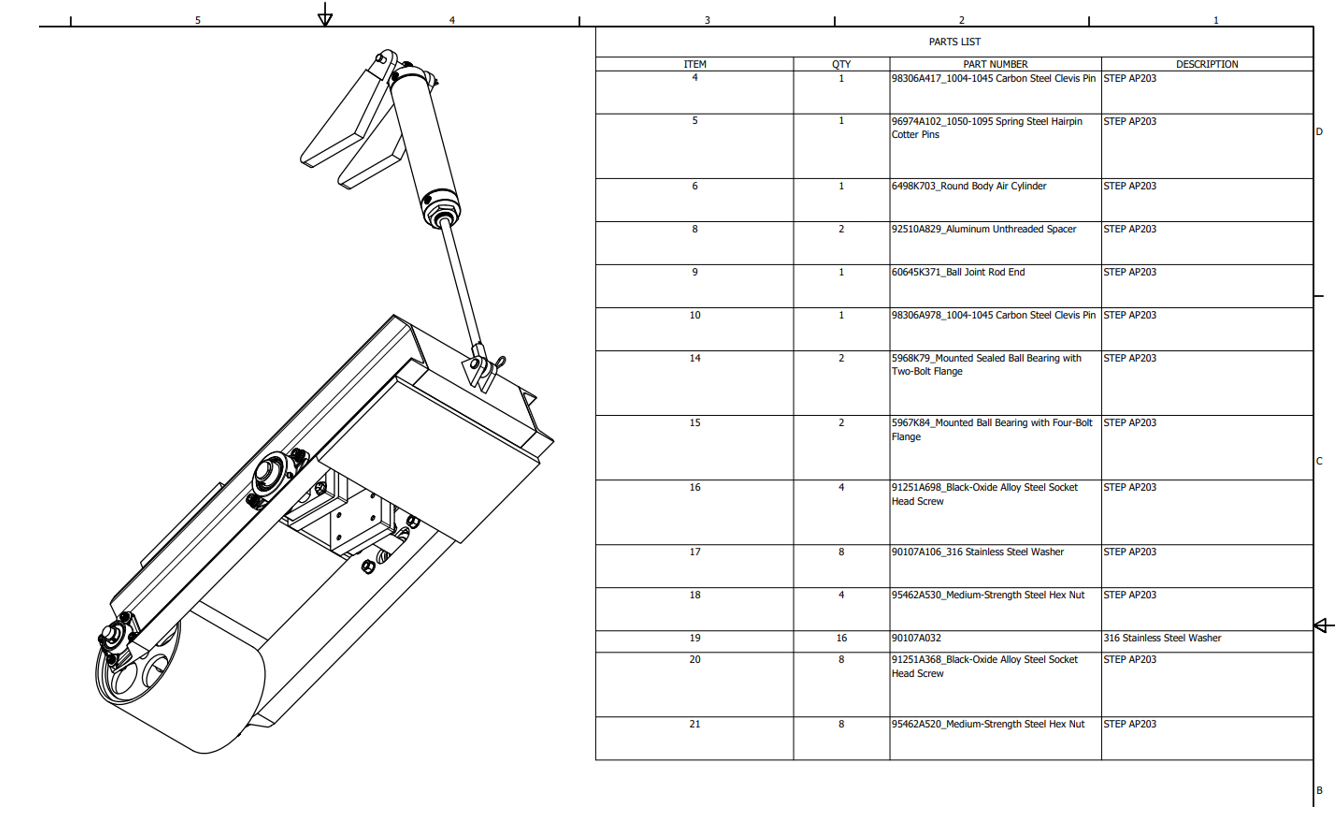 5 4 3 2 1
PARTS LIST
ITEM QTY PART NUMBER DESCRIPTION
4 1 98306A417_1004-1045 Carbon Steel Clevis Pin STEP AP203
5 1 96974A102_1050-1095 Spring Steel Hairpin STEP AP203
Cotter Pins
D
6 1 6498K703_Round Body Air Cylinder STEP AP203
8 2 92510A829_Aluminum Unthreaded Spacer STEP AP203
9 1 60645K371_Ball Joint Rod End STEP AP203
10 1 98306A978_1004-1045 Carbon Steel Clevis Pin STEP AP203
14 2 5968K79_Mounted Sealed Ball Bearing with STEP AP203
Two-Bolt Flange
15 2 5967K84_Mounted Ball Bearing with Four-Bolt STEP AP203
Flange
C
16 4 91251A698_Black-Oxide Alloy Steel Socket STEP AP203
Head Screw
17 8 90107A106_316 Stainless Steel Washer STEP AP203
18 4 95462A530_Medium-Strength Steel Hex Nut STEP AP203
19 16 90107A032 316 Stainless Steel Washer
20 8 91251A368_Black-Oxide Alloy Steel Socket STEP AP203
Head Screw
21 8 95462A520_Medium-Strength Steel Hex Nut STEP AP203
B